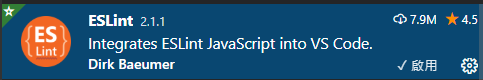 ES
Lint
ESLint 2.1.1 7.9M 4.5
Integrates ESLint JavaScript into VS Code.
Dirk Baeumer ✓ 啟用